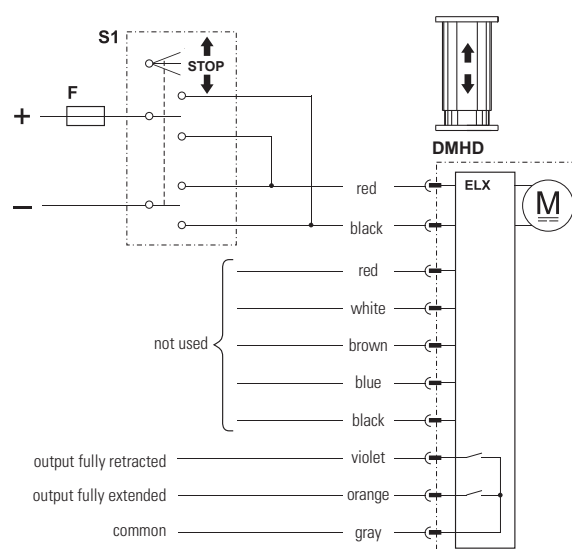 S1
STOP
F
+
−
DMHD
ELX
M
red
black
red
white
not used
brown
blue
black
output fully retracted violet
output fully extended orange
common gray